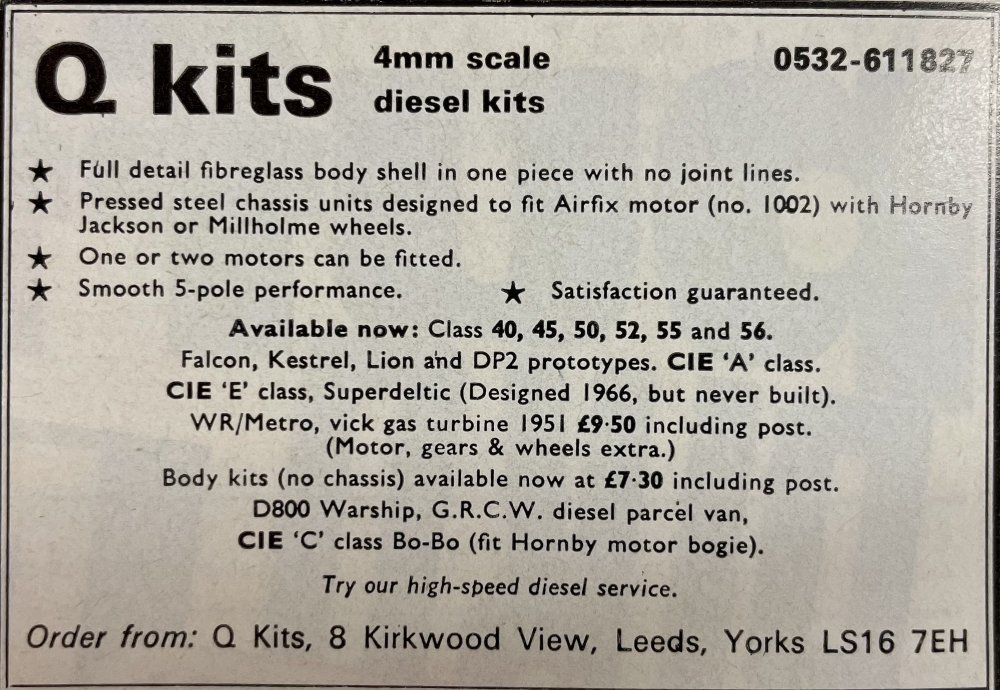 Q kits
4mm scale
diesel kits
0532-611827
★ Full detail fibreglass body shell in one piece with no joint lines.
★ Pressed steel chassis units designed to fit Airfix motor (no. 1002) with Hornby
Jackson or Millholme wheels.
★ One or two motors can be fitted.
★ Smooth 5-pole performance. ★ Satisfaction guaranteed.
Available now: Class 40, 45, 50, 52, 55 and 56.
Falcon, Kestrel, Lion and DP2 prototypes. CIE ‘A’ class.
CIE ‘E’ class, Superdeltic (Designed 1966, but never built).
WR/Metro, vick gas turbine 1951 £9·50 including post.
(Motor, gears & wheels extra.)
Body kits (no chassis) available now at £7·30 including post.
D800 Warship, G.R.C.W. diesel parcel van,
CIE ‘C’ class Bo-Bo (fit Hornby motor bogie).
Try our high-speed diesel service.
Order from: Q Kits, 8 Kirkwood View, Leeds, Yorks LS16 7EH